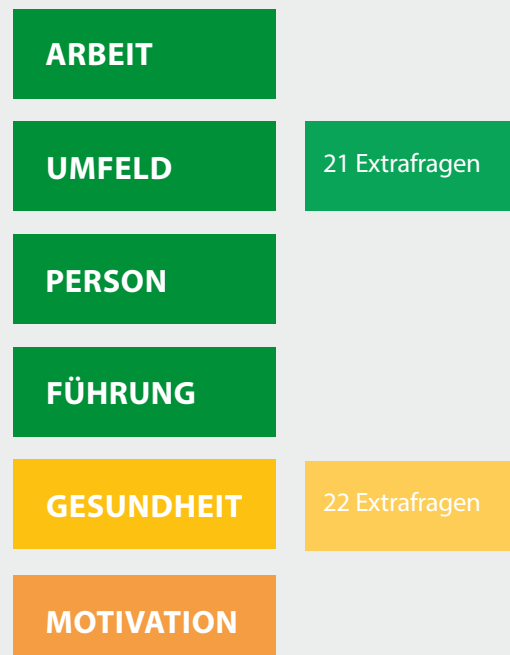 ARBEIT
UMFELD
21 Extrafragen
PERSON
FÜHRUNG
GESUNDHEIT
22 Extrafragen
MOTIVATION